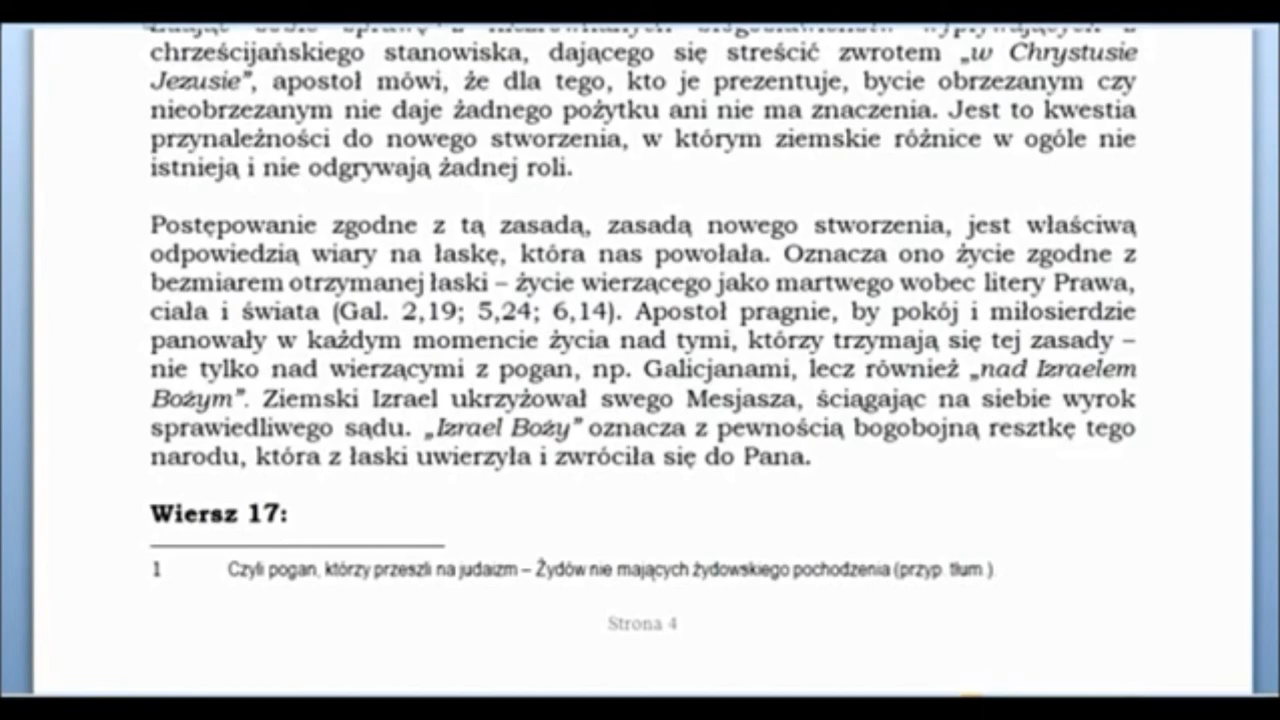 chrześcijańskiego stanowiska, dającego się streścić zwrotem „w Chrystusie
Jezusie”, apostoł mówi, że dla tego, kto je prezentuje, bycie obrzezanym czy
nieobrzezanym nie daje żadnego pożytku ani nie ma znaczenia. Jest to kwestia
przynależności do nowego stworzenia, w którym ziemskie różnice w ogóle nie
istnieją i nie odgrywają żadnej roli.
Postępowanie zgodne z tą zasadą, zasadą nowego stworzenia, jest właściwą
odpowiedzią wiary na łaskę, która nas powołała. Oznacza ono życie zgodne z
bezmiarem otrzymanej łaski – życie wierzącego jako martwego wobec litery Prawa,
ciała i świata (Gal. 2,19; 5,24; 6,14). Apostoł pragnie, by pokój i miłosierdzie
panowały w każdym momencie życia nad tymi, którzy trzymają się tej zasady –
nie tylko nad wierzącymi z pogan, np. Galicjanami, lecz również „nad Izraelem
Bożym”. Ziemski Izrael ukrzyżował swego Mesjasza, ściągając na siebie wyrok
sprawiedliwego sądu. „Izrael Boży” oznacza z pewnością bogobojną resztkę tego
narodu, która z łaski uwierzyła i zwróciła się do Pana.
Wiersz 17:
1 Czyli pogan, którzy przeszli na judaizm – Żydów nie mających żydowskiego pochodzenia (przyp. tłum.).
Strona 4